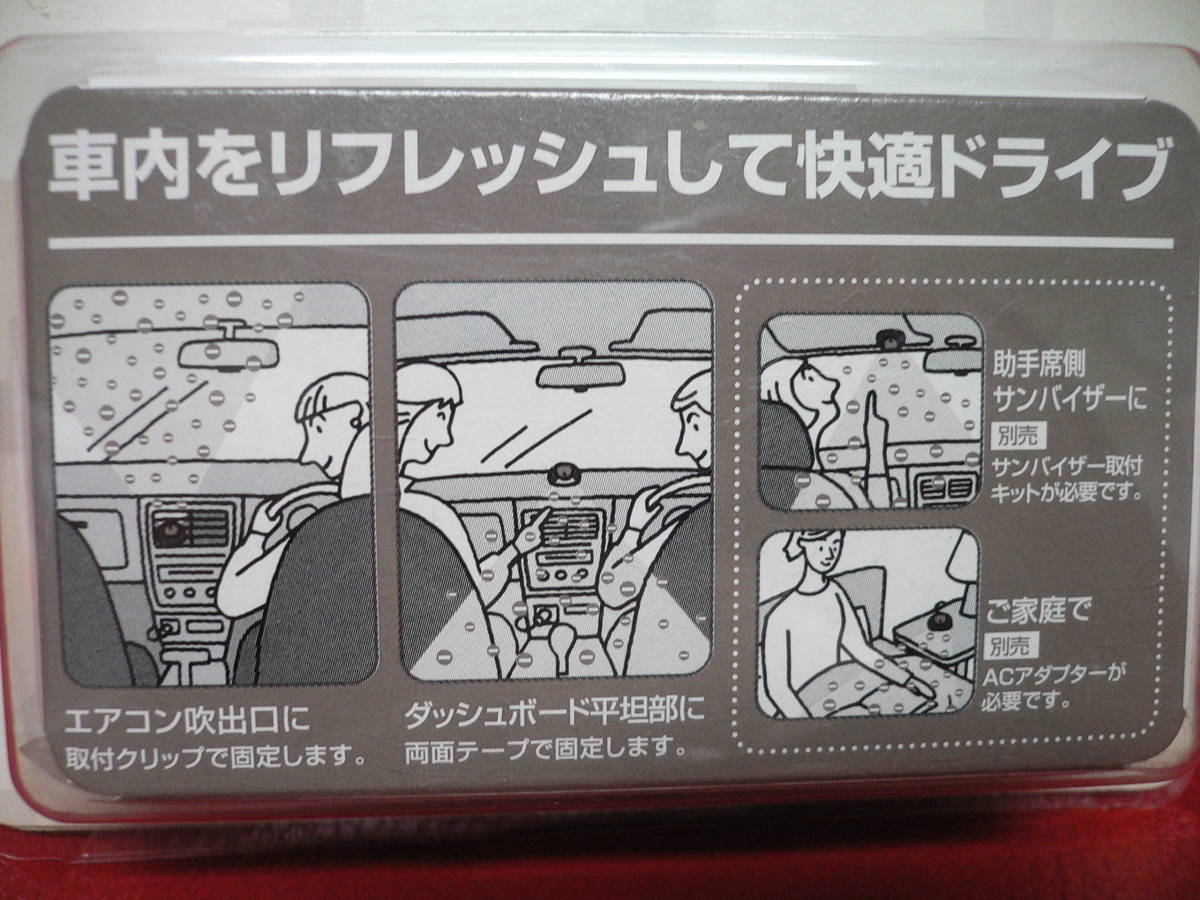 車内をリフレッシュして快適ドライブ
エアコン吹出口に
取付クリップで固定します。
ダッシュボード平坦部に
両面テープで固定します。
助手席側
サンバイザーに
別売
サンバイザー取付
キットが必要です。
ご家庭で
別売
ACアダプターが
必要です。